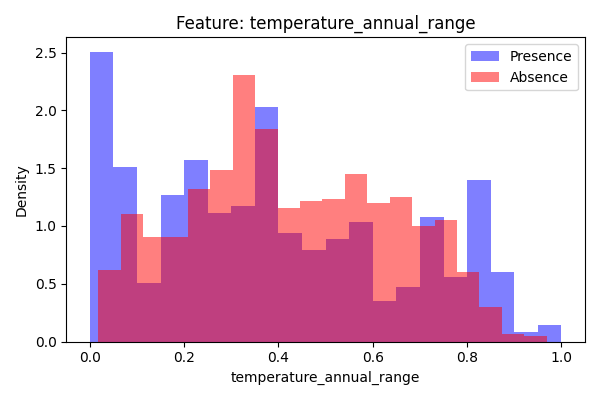 Feature: temperature_annual_range
Presence
Absence
Density
2.5
2.0
1.5
1.0
0.5
0.0
0.0 0.2 0.4 0.6 0.8 1.0
temperature_annual_range